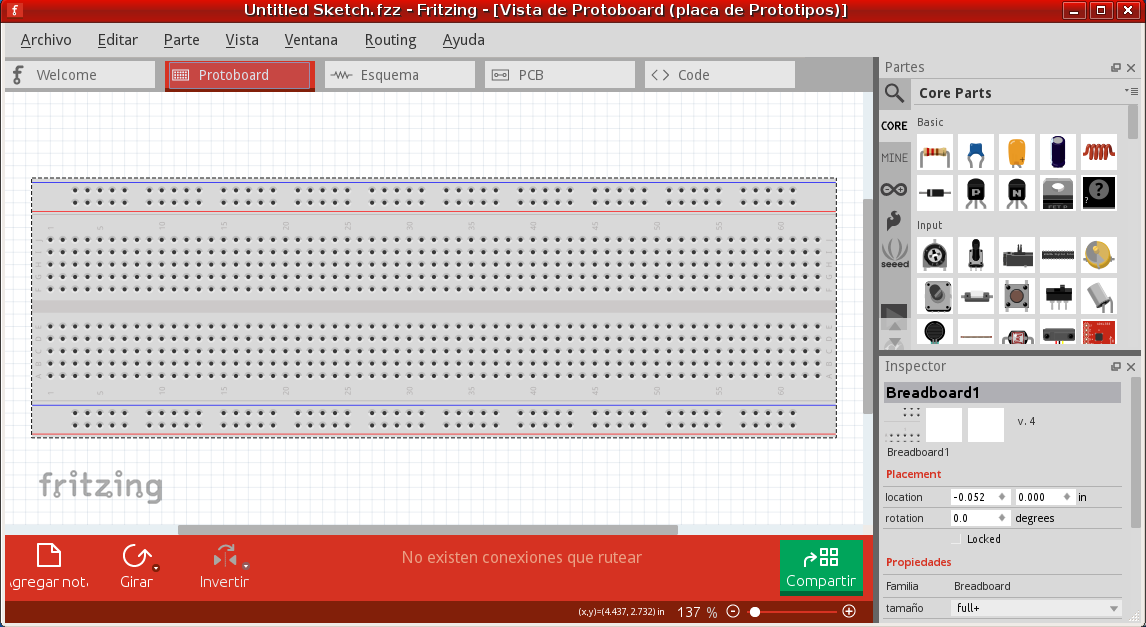 Untitled Sketch.fzz - Fritzing - [Vista de Protoboard (placa de Prototipos)]
Archivo Editar Parte Vista Ventana Routing Ayuda
Welcome Protoboard Esquema PCB Code
Partes
Core Parts
CORE
MINE
seeed
Basic
P N
?
Input
1 5 10 15 20 25 30 35 40 45 50 55 60
1 5 10 15 20 25 30 35 40 45 50 55 60
fritzing
Inspector
Breadboard1
v. 4
Breadboard1
Placement
location -0.052 0.000 in
rotation 0.0 degrees
Locked
Propiedades
Familia Breadboard
tamaño full+
gregar not
Girar
Invertir
No existen conexiones que rutear
Compartir
(x,y)=(4.437, 2.732) in 137 %